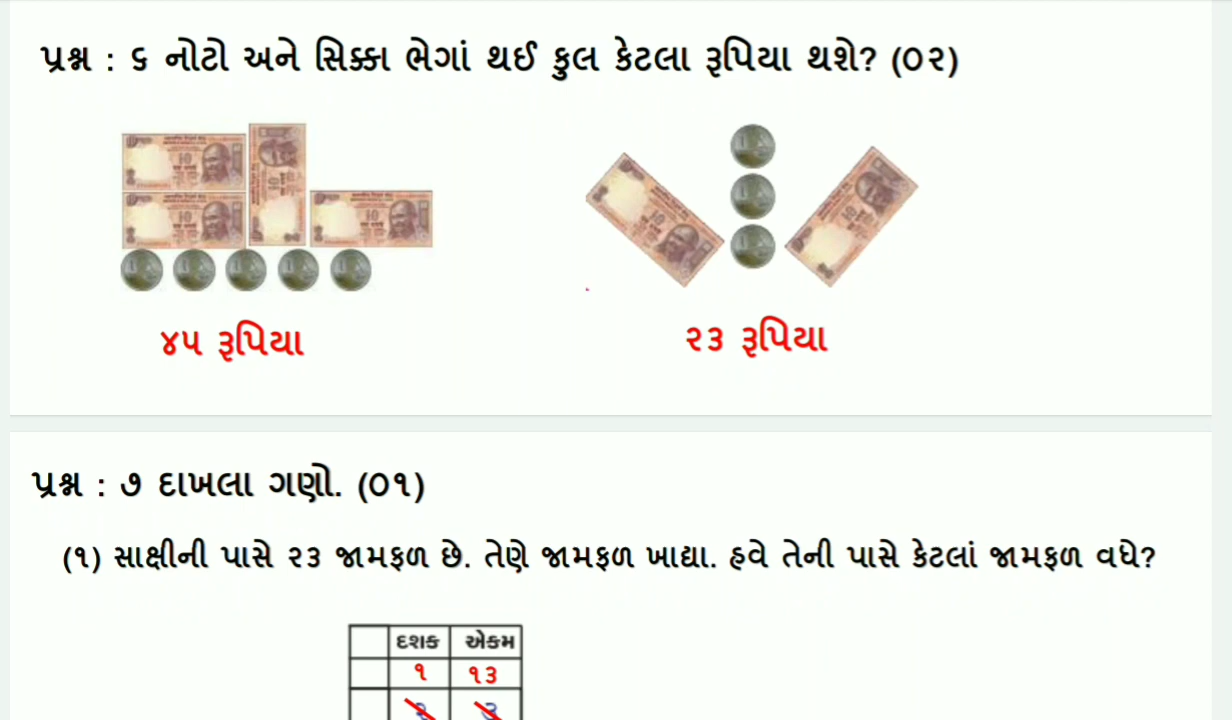 પ્રશ્ન : ૬ નોટો અને સિક્કા ભેગાં થઈ કુલ કેટલા રૂપિયા થશે? (૦૨)
૪૫ રૂપિયા
૨૩ રૂપિયા
પ્રશ્ન : ૭ દાખલા ગણો. (૦૧)
(૧) સાક્ષીની પાસે ૨૩ જામફળ છે. તેણે જામફળ ખાદ્યા. હવે તેની પાસે કેટલાં જામફળ વધે?
દશક એકમ
૧ ૧૩